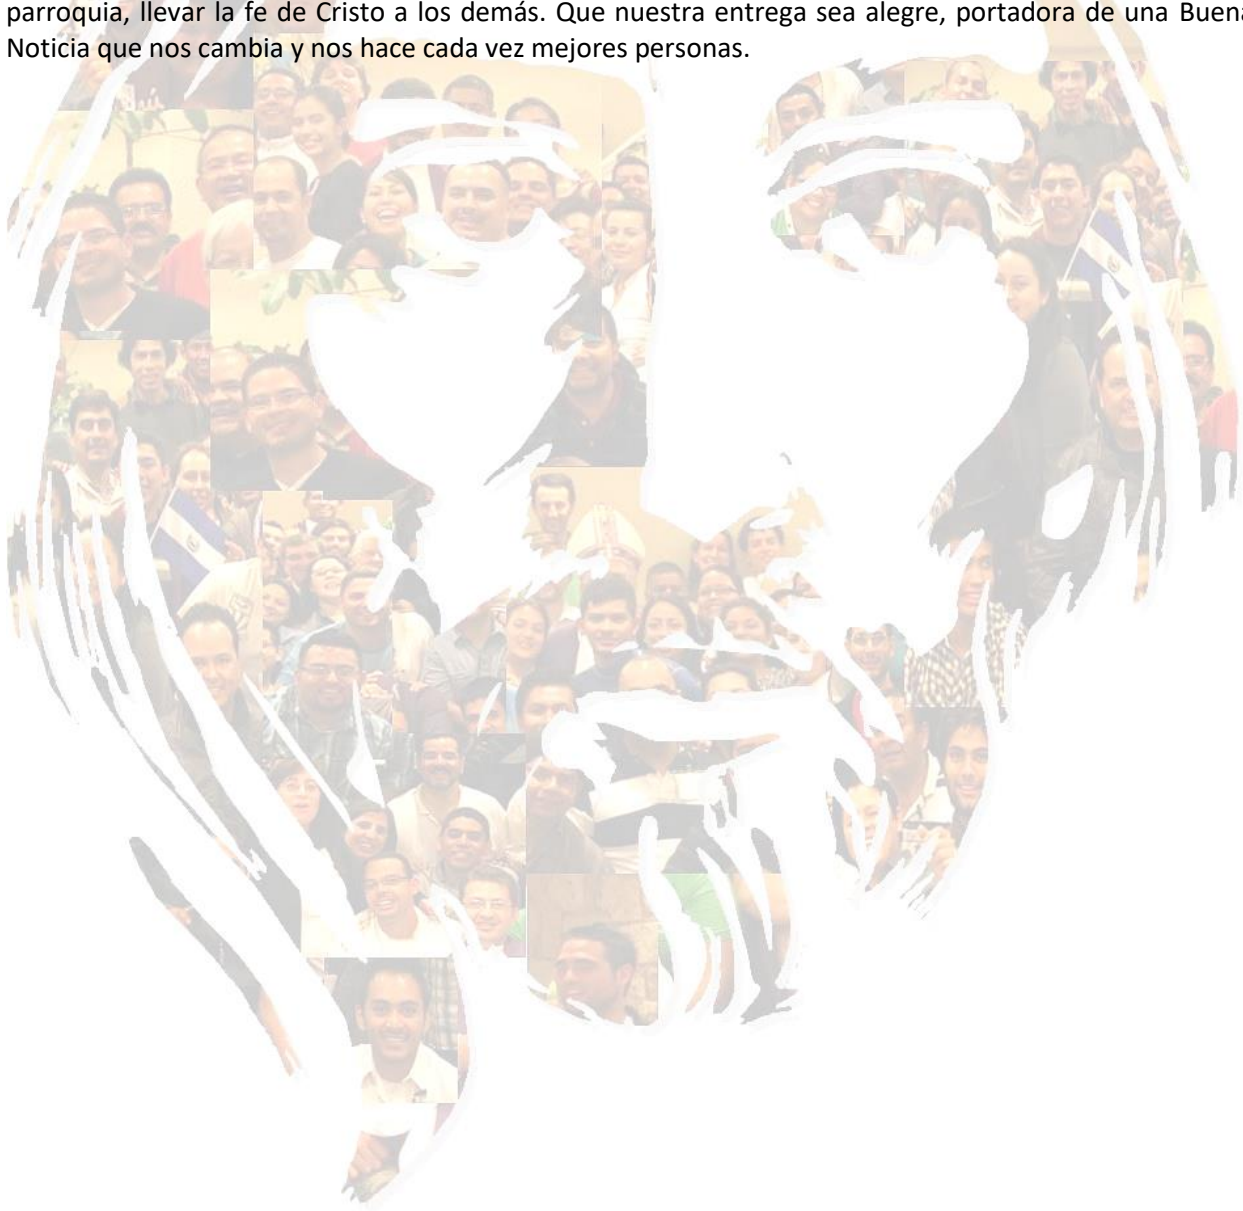 parroquia, llevar la fe de Cristo a los demás. Que nuestra entrega sea alegre, portadora de una Buena
Noticia que nos cambia y nos hace cada vez mejores personas.